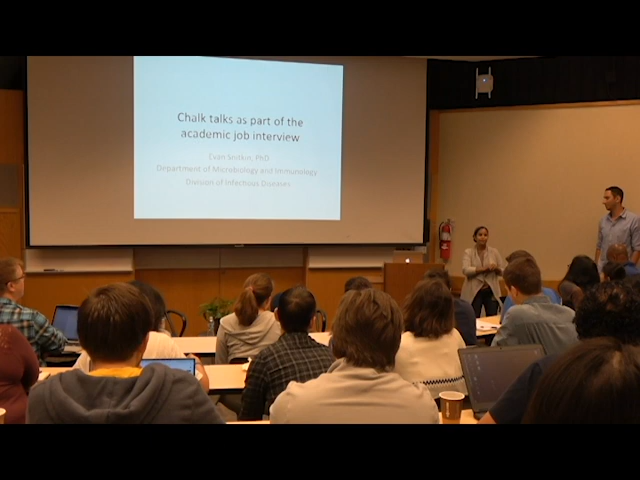 Chalk talks as part of the
academic job interview
Evan Snitkin, PhD
Department of Microbiology and Immunology
Division of Infectious Diseases